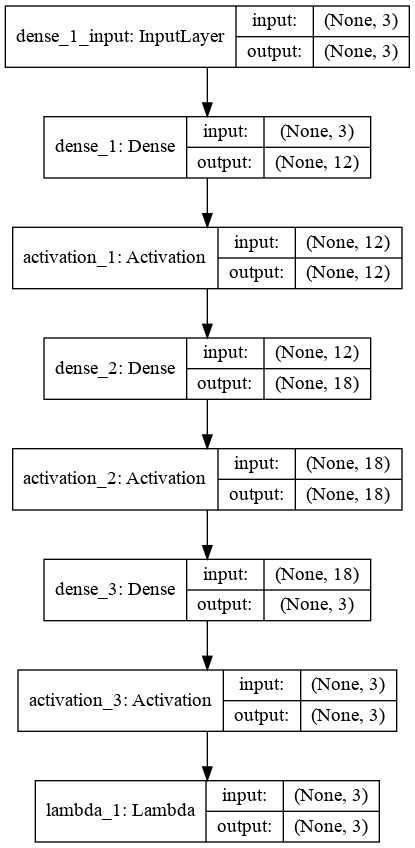 dense_1_input: InputLayer
input: (None, 3)
output: (None, 3)
dense_1: Dense
input: (None, 3)
output: (None, 12)
activation_1: Activation
input: (None, 12)
output: (None, 12)
dense_2: Dense
input: (None, 12)
output: (None, 18)
activation_2: Activation
input: (None, 18)
output: (None, 18)
dense_3: Dense
input: (None, 18)
output: (None, 3)
activation_3: Activation
input: (None, 3)
output: (None, 3)
lambda_1: Lambda
input: (None, 3)
output: (None, 3)